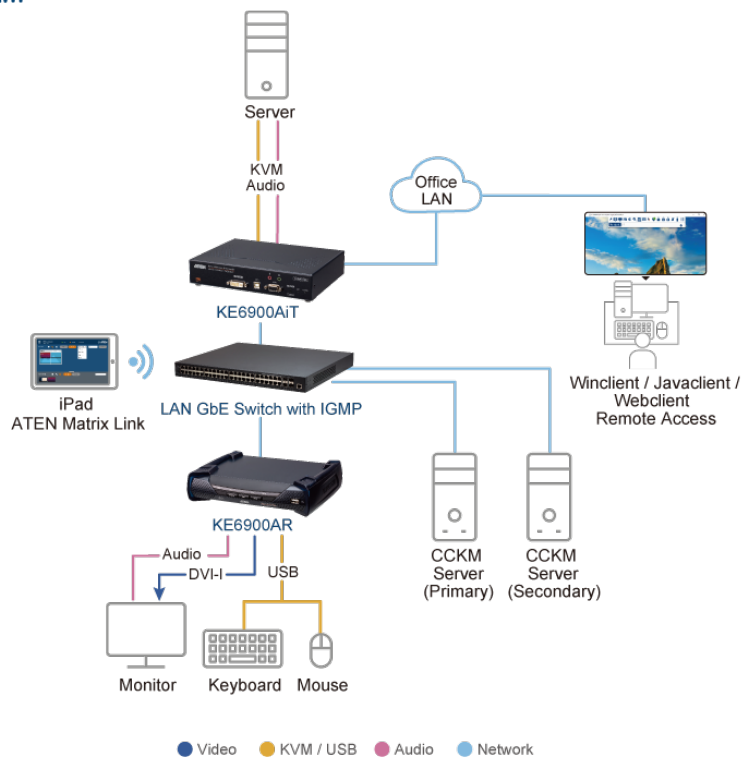 Server
KVM
Audio
Office
LAN
ATEN
KE6900AiT
iPad
ATEN Matrix Link
LAN GbE Switch with IGMP
Winclient / Javaclient /
Webclient
Remote Access
KE6900AR
Audio
DVI-I
USB
CCKM
Server
(Primary)
CCKM
Server
(Secondary)
Monitor
Keyboard
Mouse
Video
KVM / USB
Audio
Network